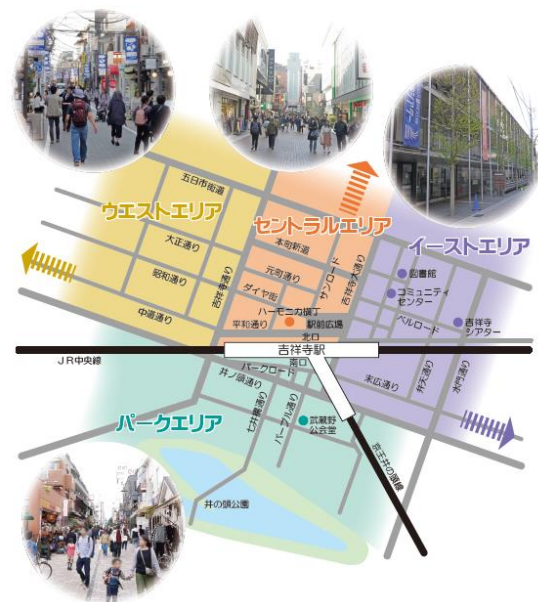 五日市街道
ウエストエリア
セントラルエリア
イーストエリア
大正通り
本町新道
昭和通り
元町通り
吉祥寺通り
サンロード
吉祥寺大通り
図書館
コミュニティ
センター
ダイヤ街
ハーモニカ横丁
中道通り
平和通り
駅前広場
ベルロード
吉祥寺
シアター
北口
吉祥寺駅
JR中央線
南口
パークロード
井ノ頭通り
末広通り
弁天通り
水門通り
パークエリア
七井橋通り
パープル通り
武蔵野
公会堂
京王井の頭線
井の頭公園